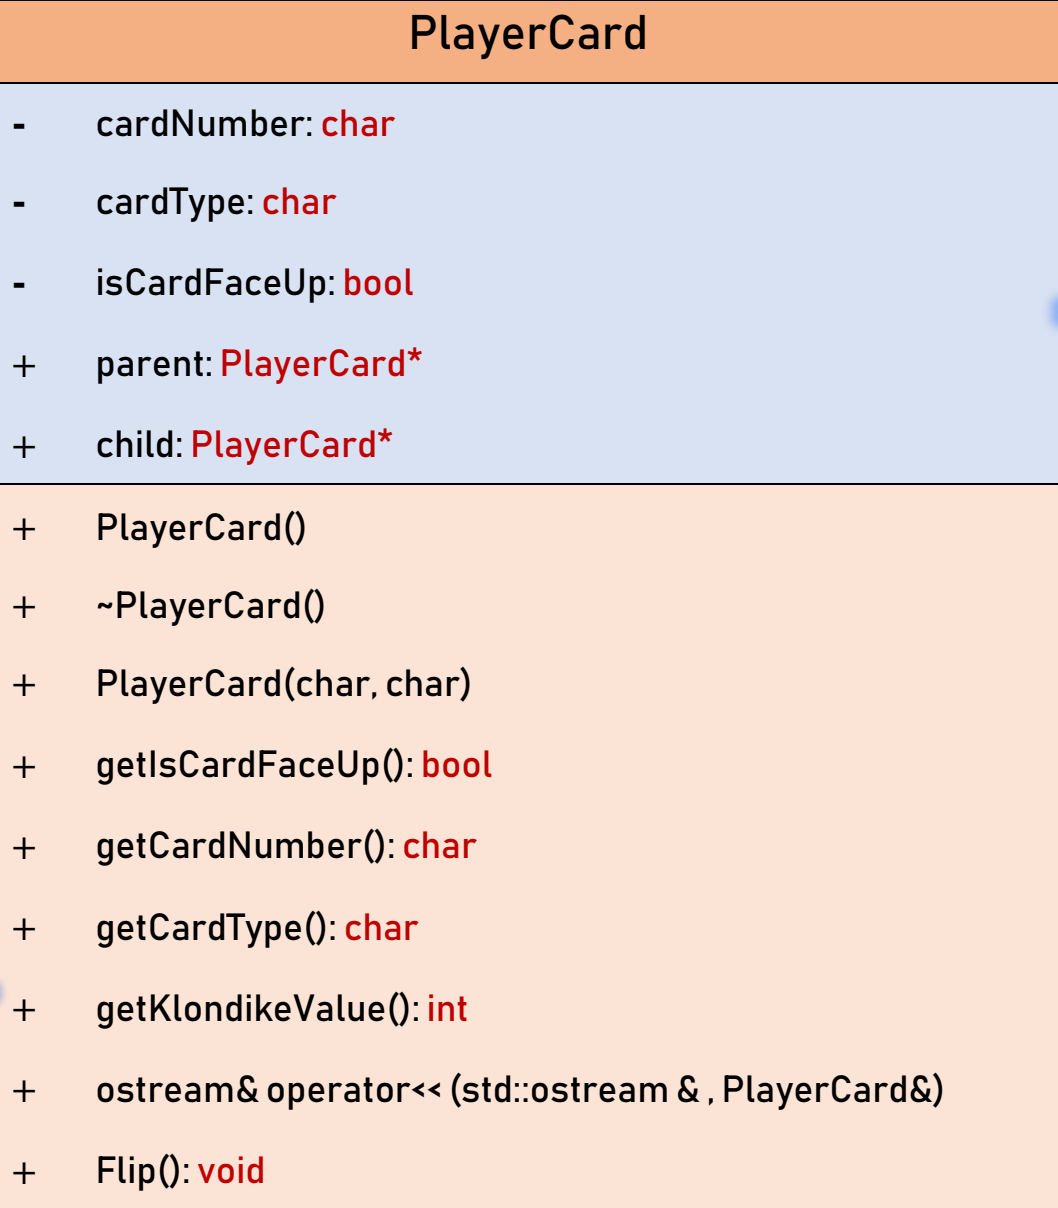 PlayerCard
- cardNumber: char
- cardType: char
- isCardFaceUp: bool
+ parent: PlayerCard*
+ child: PlayerCard*
+ PlayerCard()
+ ~PlayerCard()
+ PlayerCard(char, char)
+ getIsCardFaceUp(): bool
+ getCardNumber(): char
+ getCardType(): char
+ getKlondikeValue(): int
+ ostream& operator<< (std::ostream & , PlayerCard&)
+ Flip(): void